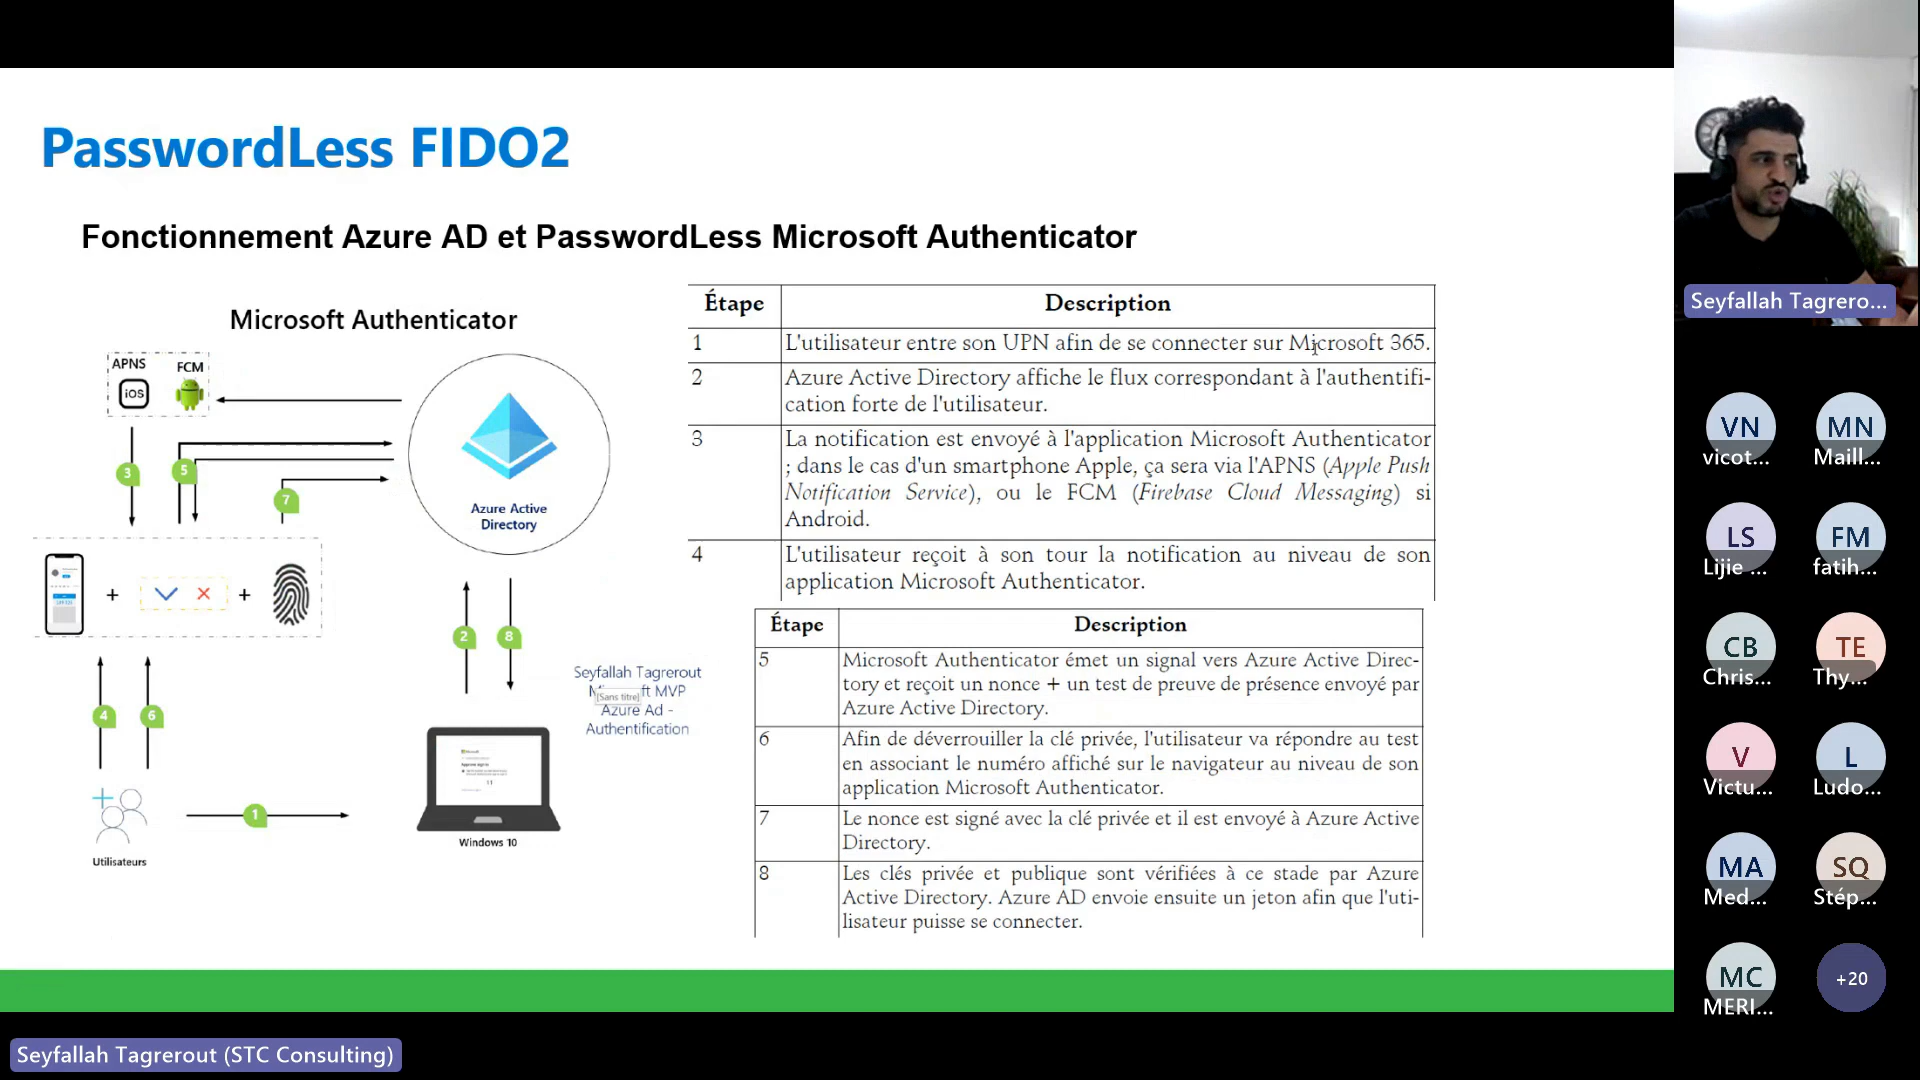 PasswordLess FIDO2
Fonctionnement Azure AD et PasswordLess Microsoft Authenticator
Microsoft Authenticator
APNS
FCM
iOS
3
5
7
Azure Active
Directory
2
8
4
6
1
Utilisateurs
Windows 10
Seyfallah Tagrerout
[Sans titre]
MVP
Azure Ad -
Authentification
Étape Description
1 L'utilisateur entre son UPN afin de se connecter sur Microsoft 365.
2 Azure Active Directory affiche le flux correspondant à l'authentifi-
cation forte de l'utilisateur.
3 La notification est envoyé à l'application Microsoft Authenticator
; dans le cas d'un smartphone Apple, ça sera via l'APNS (Apple Push
Notification Service), ou le FCM (Firebase Cloud Messaging) si
Android.
4 L'utilisateur reçoit à son tour la notification au niveau de son
application Microsoft Authenticator.
Étape Description
5 Microsoft Authenticator émet un signal vers Azure Active Direc-
tory et reçoit un nonce + un test de preuve de présence envoyé par
Azure Active Directory.
6 Afin de déverrouiller la clé privée, l'utilisateur va répondre au test
en associant le numéro affiché sur le navigateur au niveau de son
application Microsoft Authenticator.
7 Le nonce est signé avec la clé privée et il est envoyé à Azure Active
Directory.
8 Les clés privée et publique sont vérifiées à ce stade par Azure
Active Directory. Azure AD envoie ensuite un jeton afin que l'uti-
lisateur puisse se connecter.
Seyfallah Tagrerout (STC Consulting)
Seyfallah Tagrero...
VN
vicot...
MN
Maill...
LS
Lijie ...
FM
fatih...
CB
Chris...
TE
Thy...
V
Victu...
L
Ludo...
MA
Med...
SQ
Stép...
MC
MERI...
+20